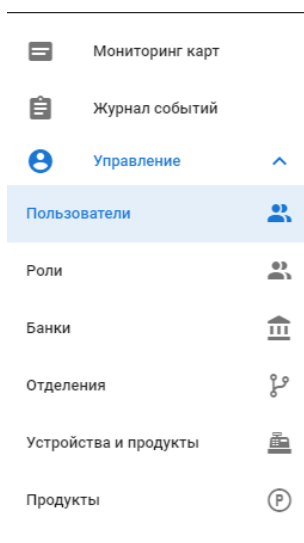 Мониторинг карт
Журнал событий
Управление
Пользователи
Роли
Банки
Отделения
Устройства и продукты
Продукты
P